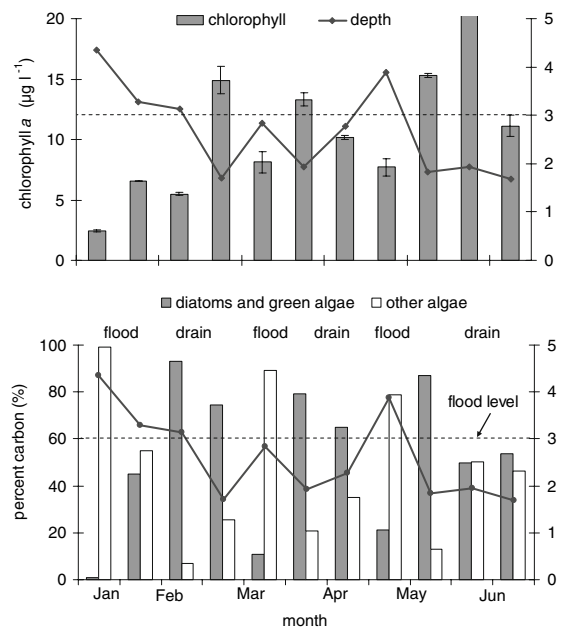 chlorophyll depth
chlorophyll a (µg l-1)
20
15
10
5
0
5
4
3
2
1
0
diatoms and green algae other algae
flood drain flood drain flood drain
percent carbon (%)
100
80
60
40
20
0
flood level
5
4
3
2
1
0
Jan Feb Mar Apr May Jun
month